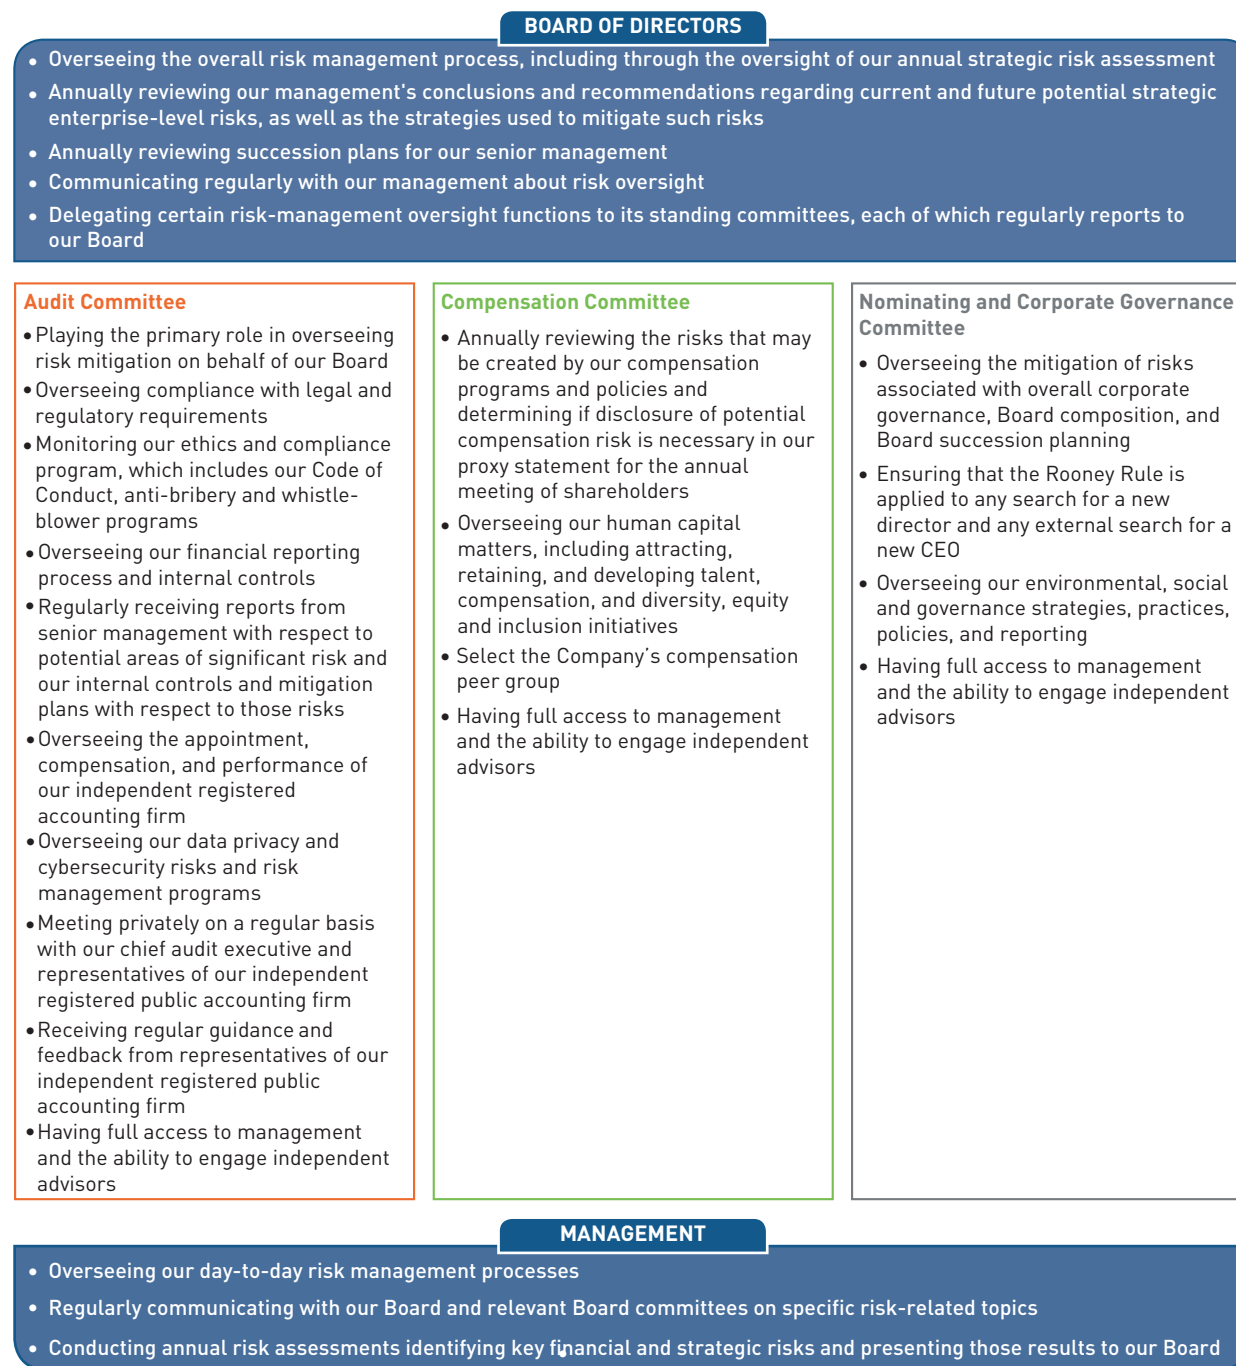 BOARD OF DIRECTORS
• Overseeing the overall risk management process, including through the oversight of our annual strategic risk assessment
• Annually reviewing our management's conclusions and recommendations regarding current and future potential strategic
enterprise-level risks, as well as the strategies used to mitigate such risks
• Annually reviewing succession plans for our senior management
• Communicating regularly with our management about risk oversight
• Delegating certain risk-management oversight functions to its standing committees, each of which regularly reports to
our Board
Audit Committee
• Playing the primary role in overseeing
risk mitigation on behalf of our Board
• Overseeing compliance with legal and
regulatory requirements
• Monitoring our ethics and compliance
program, which includes our Code of
Conduct, anti-bribery and whistle-
blower programs
• Overseeing our financial reporting
process and internal controls
• Regularly receiving reports from
senior management with respect to
potential areas of significant risk and
our internal controls and mitigation
plans with respect to those risks
• Overseeing the appointment,
compensation, and performance of
our independent registered
accounting firm
• Overseeing our data privacy and
cybersecurity risks and risk
management programs
• Meeting privately on a regular basis
with our chief audit executive and
representatives of our independent
registered public accounting firm
• Receiving regular guidance and
feedback from representatives of our
independent registered public
accounting firm
• Having full access to management
and the ability to engage independent
advisors
Compensation Committee
• Annually reviewing the risks that may
be created by our compensation
programs and policies and
determining if disclosure of potential
compensation risk is necessary in our
proxy statement for the annual
meeting of shareholders
• Overseeing our human capital
matters, including attracting,
retaining, and developing talent,
compensation, and diversity, equity
and inclusion initiatives
• Select the Company’s compensation
peer group
• Having full access to management
and the ability to engage independent
advisors
Nominating and Corporate Governance
Committee
• Overseeing the mitigation of risks
associated with overall corporate
governance, Board composition, and
Board succession planning
• Ensuring that the Rooney Rule is
applied to any search for a new
director and any external search for a
new CEO
• Overseeing our environmental, social
and governance strategies, practices,
policies, and reporting
• Having full access to management
and the ability to engage independent
advisors
MANAGEMENT
• Overseeing our day-to-day risk management processes
• Regularly communicating with our Board and relevant Board committees on specific risk-related topics
• Conducting annual risk assessments identifying key financial and strategic risks and presenting those results to our Board